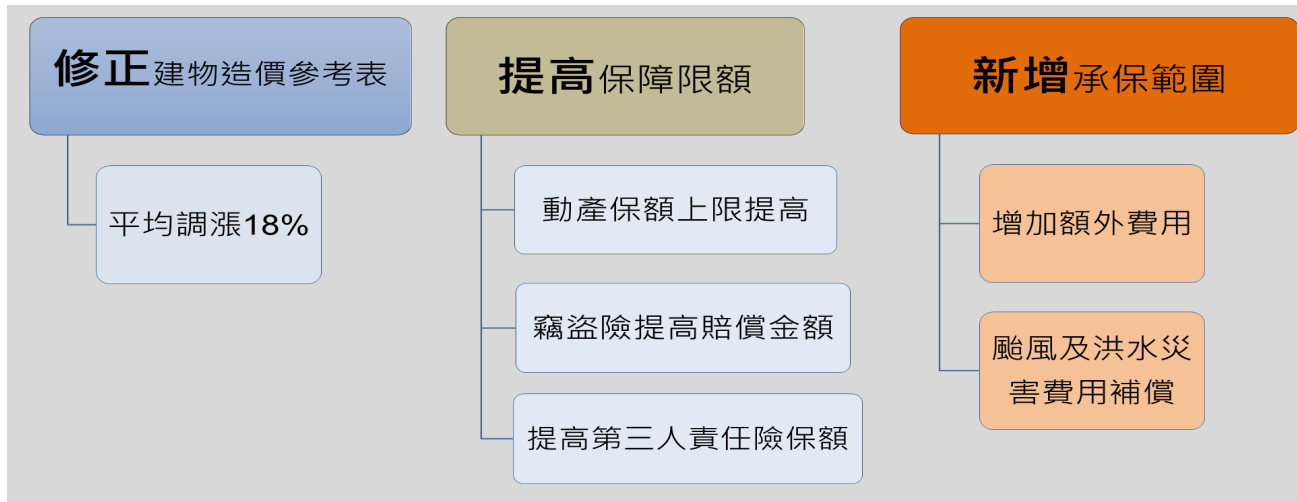 修正建物造價參考表
平均調漲18%
提高保障限額
動產保額上限提高
竊盜險提高賠償金額
提高第三人責任險保額
新增承保範圍
增加額外費用
颱風及洪水災
害費用補償